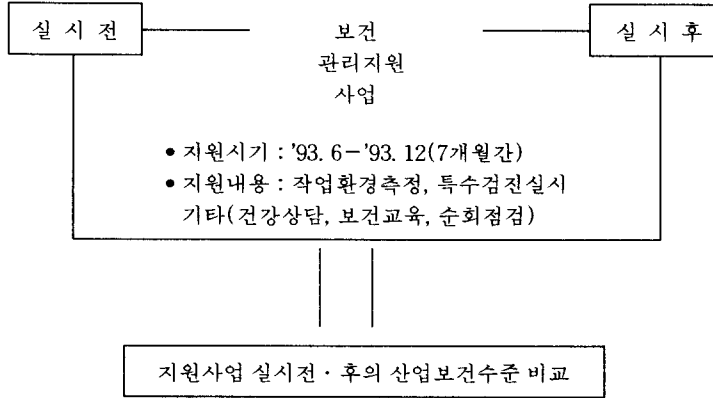 실 시 전
보건
관리지원
사업
실 시 후
• 지원시기 : '93. 6-'93. 12(7개월간)
• 지원내용 : 작업환경측정, 특수검진실시
기타(건강상담, 보건교육, 순회점검)
지원사업 실시전 · 후의 산업보건수준 비교